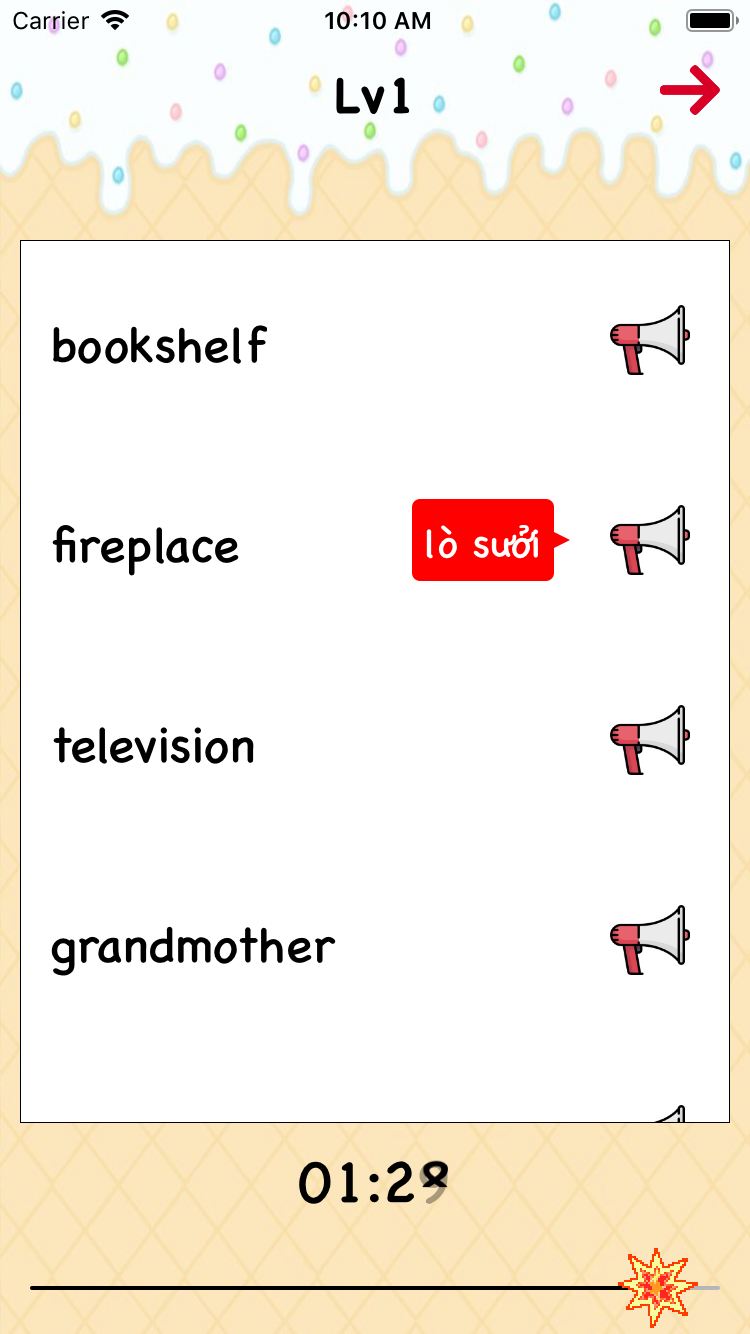 Carrier 10:10 AM
Lv1
bookshelf
fireplace
lò sưởi
television
grandmother